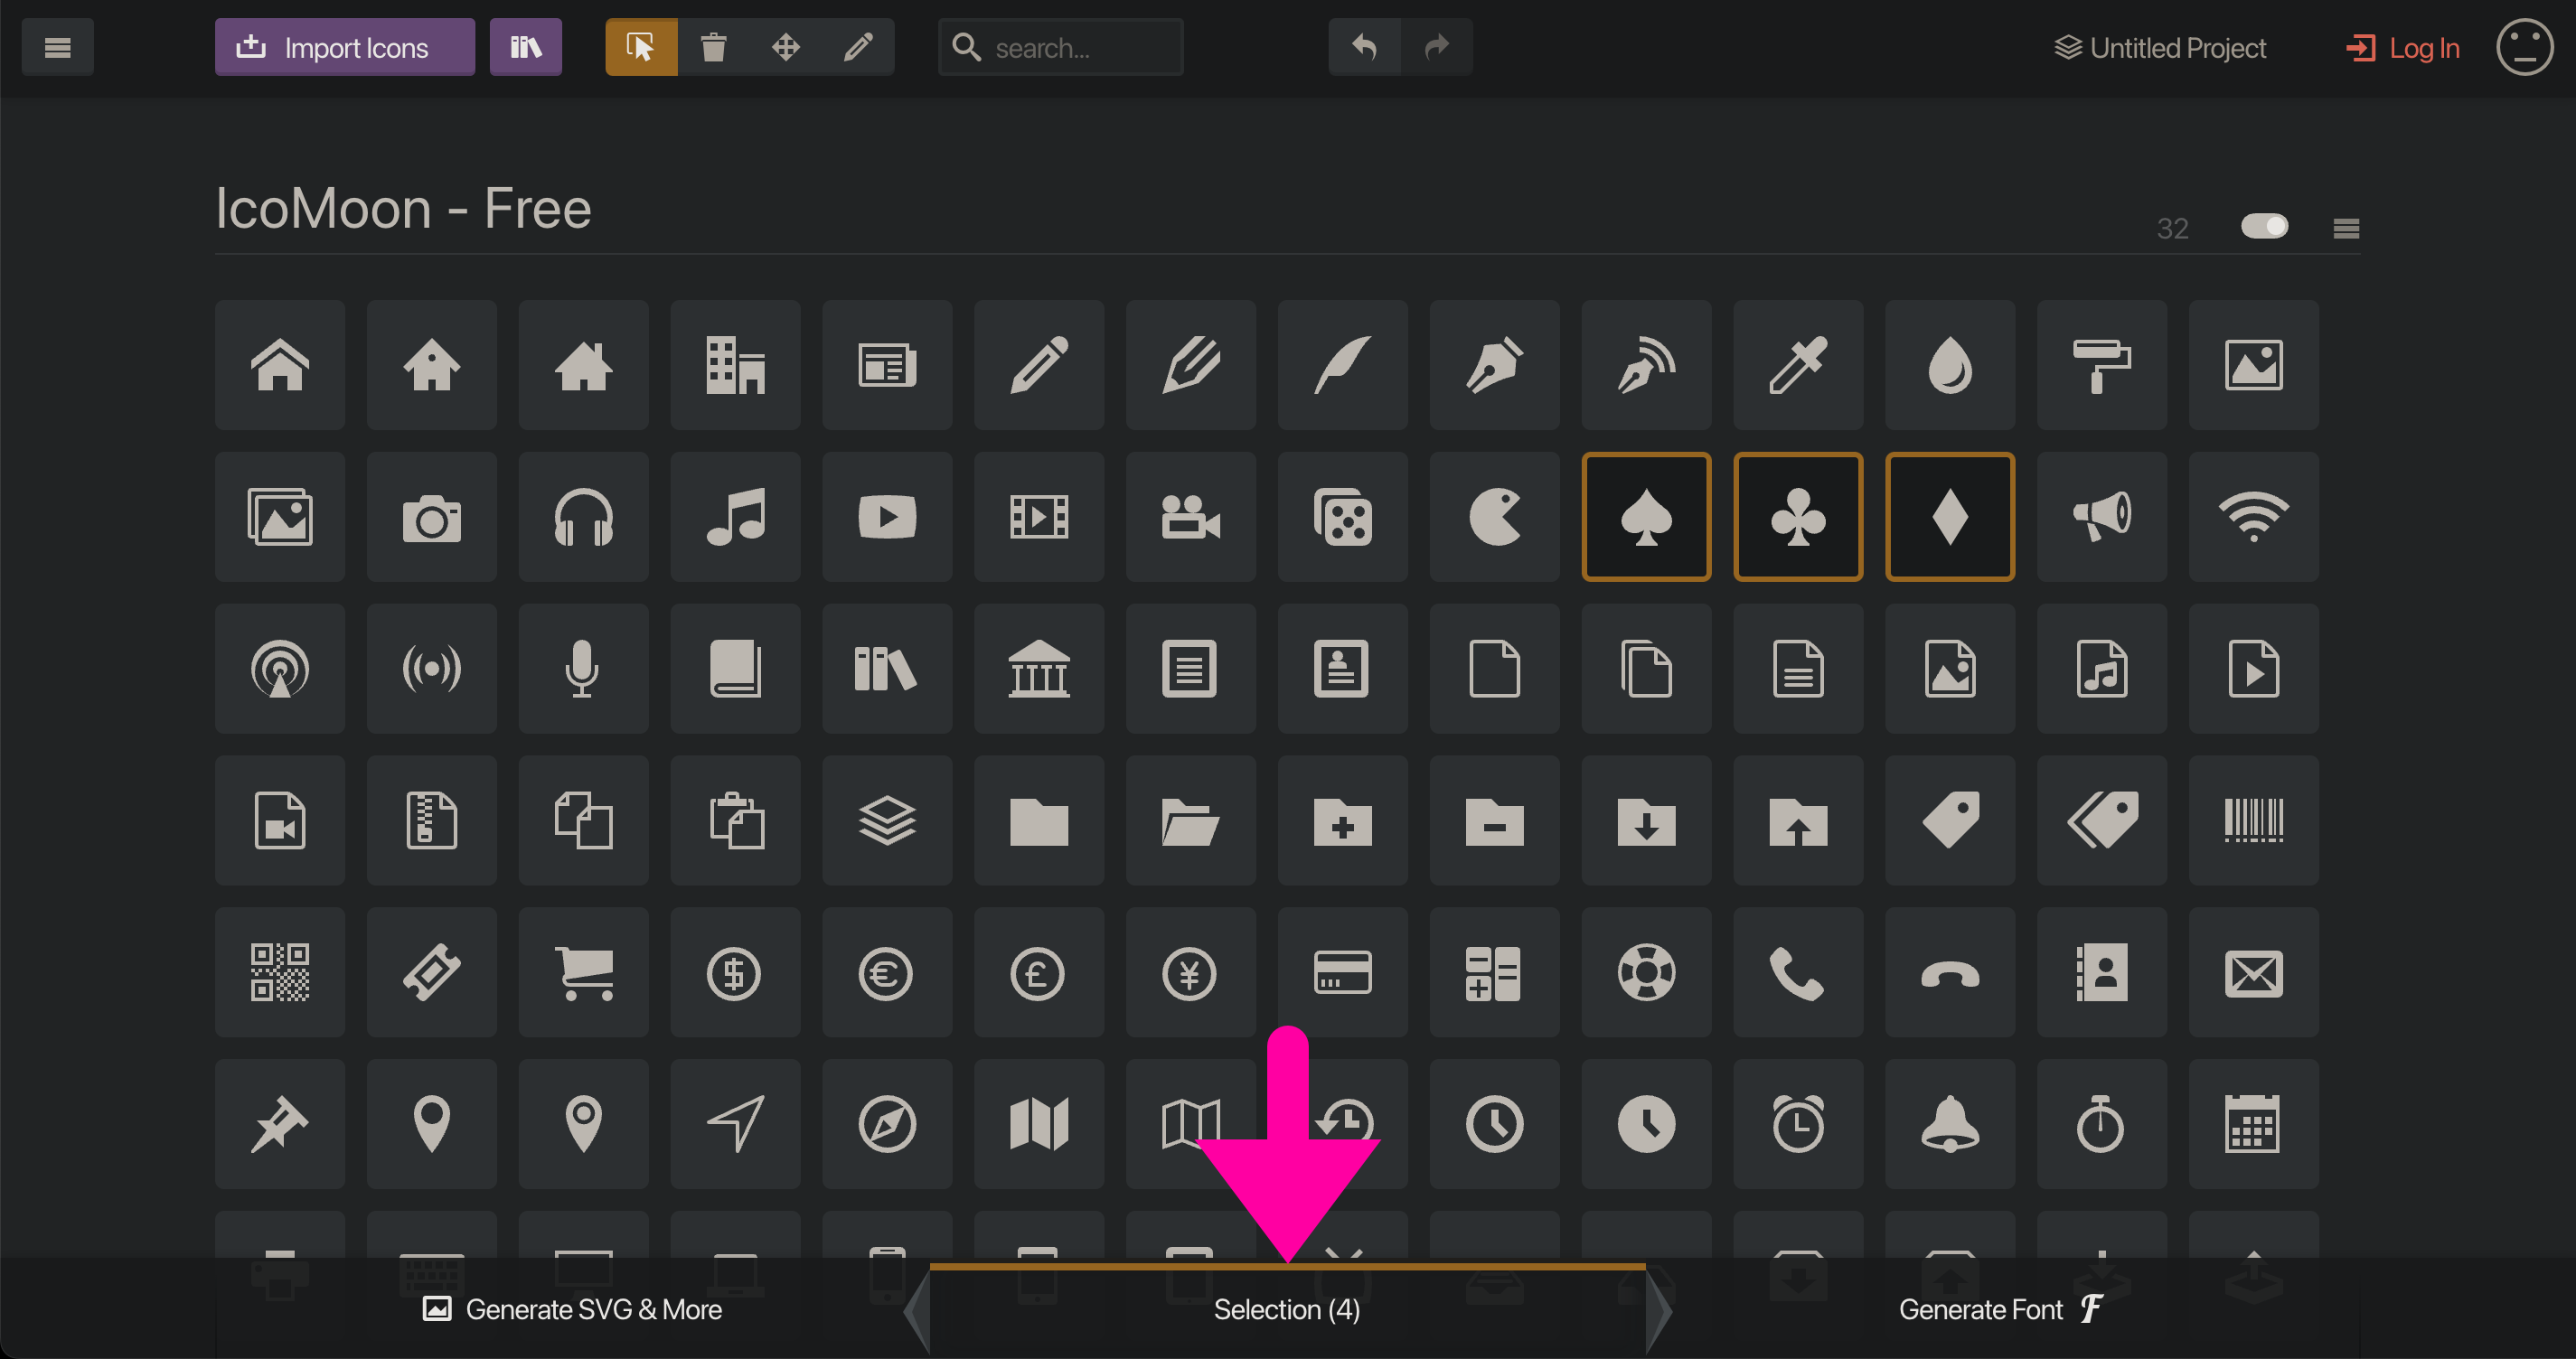 Import Icons
search...
Untitled Project
Log In
IcoMoon - Free
32
Generate SVG & More
Selection (4)
Generate Font